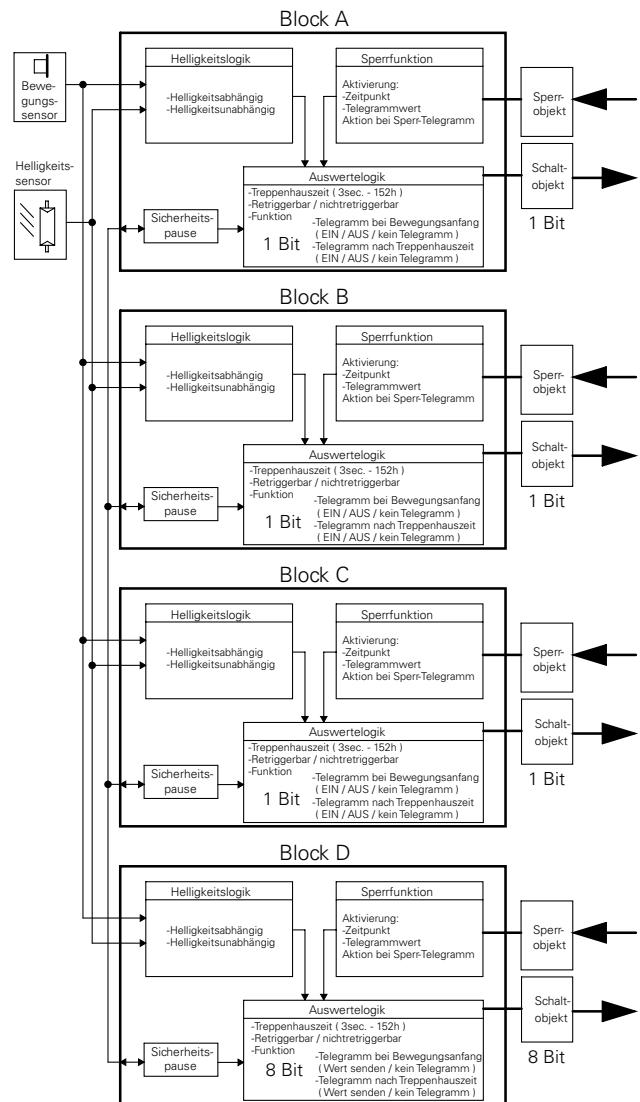 Block A
Bewe-
gungs-
sensor
Helligkeits-
sensor
Helligkeitslogik
-Helligkeitsabhängig
-Helligkeitsunabhängig
Sperrfunktion
Aktivierung:
-Zeitpunkt
-Telegrammwert
Aktion bei Sperr-Telegramm
Sperr-
objekt
Schalt-
objekt
1 Bit
Auswertelogik
-Treppenhauszeit ( 3sec. - 152h )
-Retriggerbar / nichtretriggerbar
-Funktion
1 Bit
-Telegramm bei Bewegungsanfang
( EIN / AUS / kein Telegramm )
-Telegramm nach Treppenhauszeit
( EIN / AUS / kein Telegramm )
Sicherheits-
pause
Block B
Helligkeitslogik
-Helligkeitsabhängig
-Helligkeitsunabhängig
Sperrfunktion
Aktivierung:
-Zeitpunkt
-Telegrammwert
Aktion bei Sperr-Telegramm
Sperr-
objekt
Schalt-
objekt
1 Bit
Auswertelogik
-Treppenhauszeit ( 3sec. - 152h )
-Retriggerbar / nichtretriggerbar
-Funktion
1 Bit
-Telegramm bei Bewegungsanfang
( EIN / AUS / kein Telegramm )
-Telegramm nach Treppenhauszeit
( EIN / AUS / kein Telegramm )
Sicherheits-
pause
Block C
Helligkeitslogik
-Helligkeitsabhängig
-Helligkeitsunabhängig
Sperrfunktion
Aktivierung:
-Zeitpunkt
-Telegrammwert
Aktion bei Sperr-Telegramm
Sperr-
objekt
Schalt-
objekt
1 Bit
Auswertelogik
-Treppenhauszeit ( 3sec. - 152h )
-Retriggerbar / nichtretriggerbar
-Funktion
1 Bit
-Telegramm bei Bewegungsanfang
( EIN / AUS / kein Telegramm )
-Telegramm nach Treppenhauszeit
( EIN / AUS / kein Telegramm )
Sicherheits-
pause
Block D
Helligkeitslogik
-Helligkeitsabhängig
-Helligkeitsunabhängig
Sperrfunktion
Aktivierung:
-Zeitpunkt
-Telegrammwert
Aktion bei Sperr-Telegramm
Sperr-
objekt
Schalt-
objekt
8 Bit
Auswertelogik
-Treppenhauszeit ( 3sec. - 152h )
-Retriggerbar / nichtretriggerbar
-Funktion
8 Bit
-Telegramm bei Bewegungsanfang
( Wert senden / kein Telegramm )
-Telegramm nach Treppenhauszeit
( Wert senden / kein Telegramm )
Sicherheits-
pause